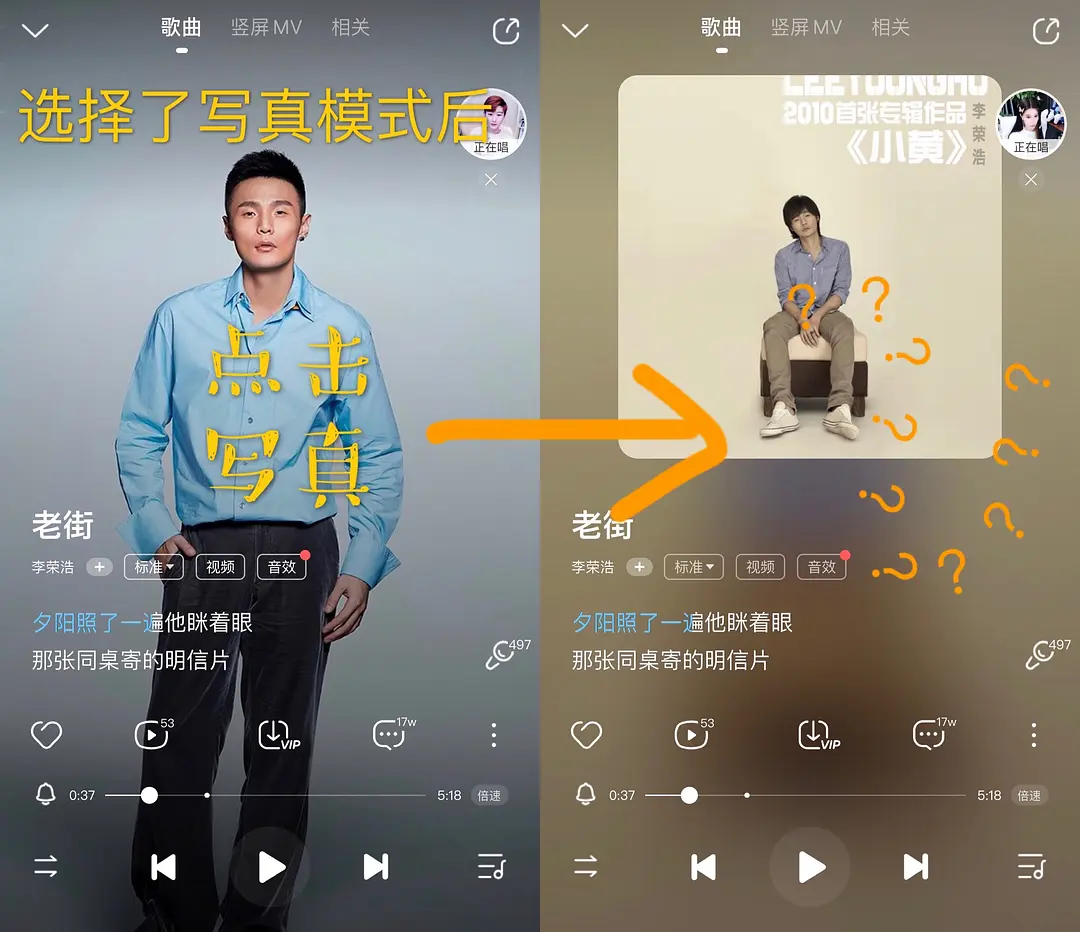 歌曲 竖屏MV 相关
选择了写真模式后
正在唱
点击
写真
老街
李荣浩 + 标准 视频 音效
夕阳照了一遍他眯着眼
那张同桌寄的明信片
497
53 VIP 17w
0:37 5:18 倍速
歌曲 竖屏MV 相关
2010首张专辑作品
《小黄》
李荣浩
正在唱
? ? ? ? ? ? ? ? ? ? ?
老街
李荣浩 + 标准 视频 音效
夕阳照了一遍他眯着眼
那张同桌寄的明信片
497
53 VIP 17w
0:37 5:18 倍速